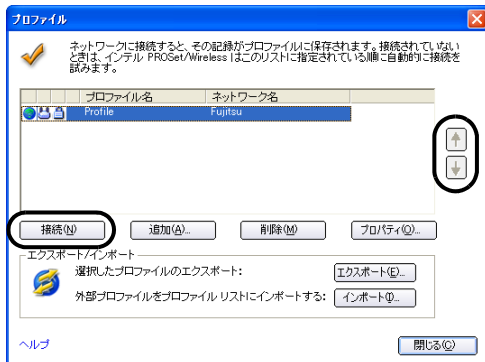 プロファイル
ネットワークに接続すると、その記録がプロファイルに保存されます。接続されていない
ときは、インテル PROSet/Wireless はこのリストに指定されている順に自動的に接続を
試みます。
プロファイル名 ネットワーク名
Profile Fujitsu
接続(N) 追加(A)... 削除(M) プロパティ(O)...
エクスポート/インポート
選択したプロファイルのエクスポート: エクスポート(E)...
外部プロファイルをプロファイル リストにインポートする: インポート(I)...
ヘルプ 閉じる(C)